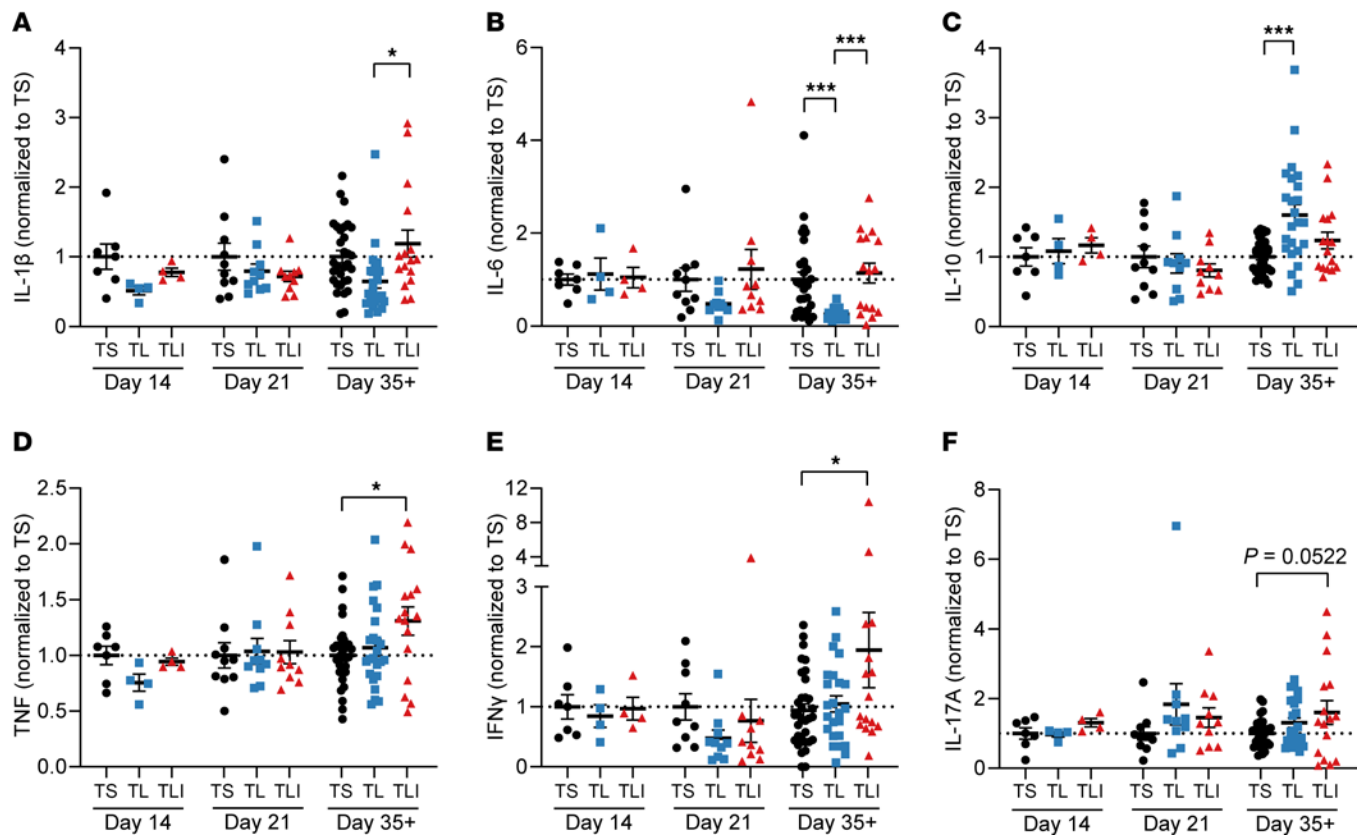 A
IL-1β (normalized to TS)
4
3
2
1
0
*
TS TL TLI TS TL TLI TS TL TLI
Day 14 Day 21 Day 35+
B
IL-6 (normalized to TS)
6
4
2
1
0
***
***
TS TL TLI TS TL TLI TS TL TLI
Day 14 Day 21 Day 35+
C
IL-10 (normalized to TS)
4
3
2
1
0
***
TS TL TLI TS TL TLI TS TL TLI
Day 14 Day 21 Day 35+
D
TNF (normalized to TS)
2.5
2.0
1.5
1.0
0.5
0.0
*
TS TL TLI TS TL TLI TS TL TLI
Day 14 Day 21 Day 35+
E
IFNγ (normalized to TS)
12
8
4
2
1
0
*
TS TL TLI TS TL TLI TS TL TLI
Day 14 Day 21 Day 35+
F
IL-17A (normalized to TS)
8
6
4
2
1
0
P = 0.0522
TS TL TLI TS TL TLI TS TL TLI
Day 14 Day 21 Day 35+